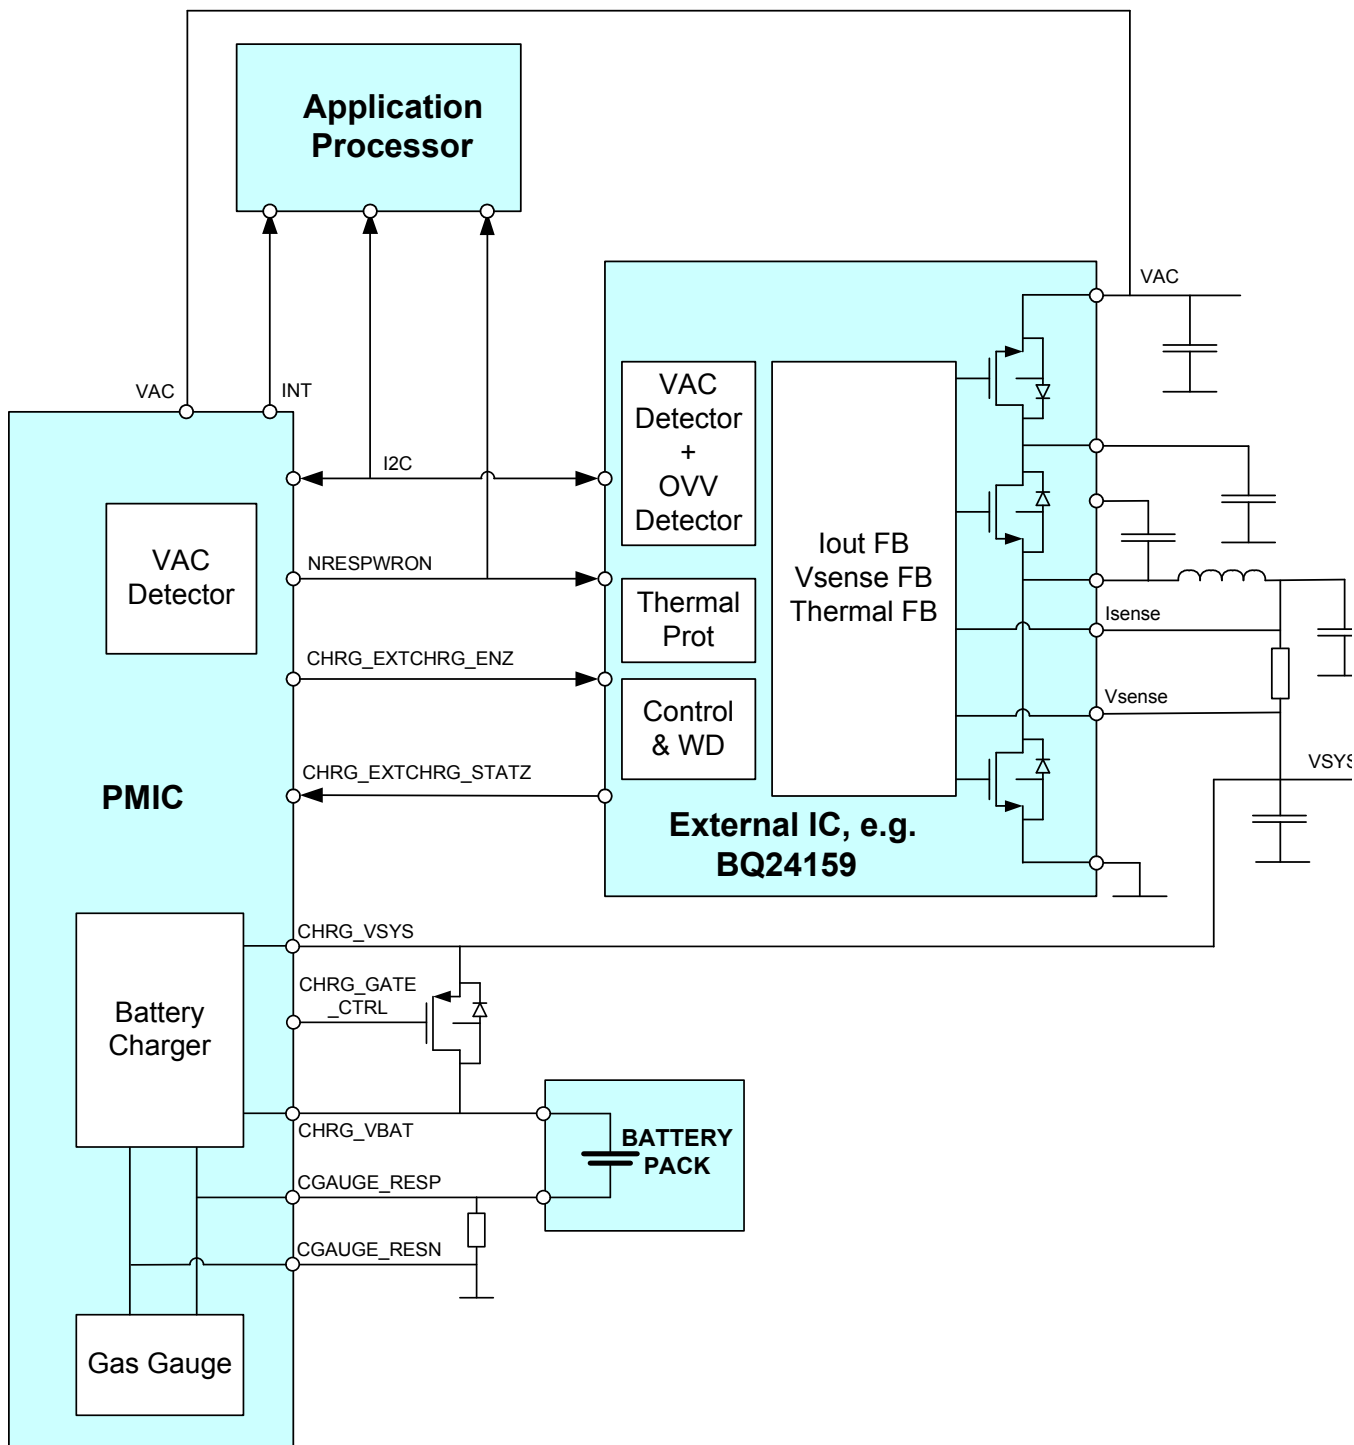 Application
Processor
VAC
VAC
INT
I2C
VAC
Detector
+
OVV
Detector
Iout FB
Vsense FB
Thermal FB
VAC
Detector
NRESPWRON
Thermal
Prot
Isense
CHRG_EXTCHRG_ENZ
Control
& WD
Vsense
CHRG_EXTCHRG_STATZ
VSYS
PMIC
External IC, e.g.
BQ24159
CHRG_VSYS
CHRG_GATE
_CTRL
Battery
Charger
CHRG_VBAT
BATTERY
PACK
CGAUGE_RESP
CGAUGE_RESN
Gas Gauge